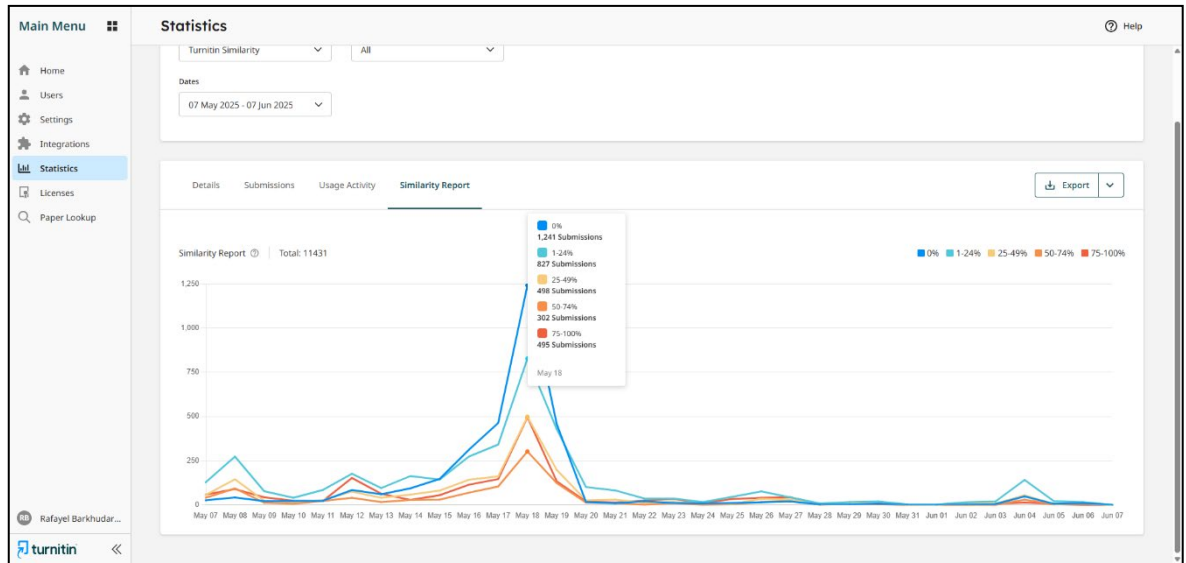 Main Menu
Statistics
Help
Turnitin Similarity
All
Home
Dates
Users
07 May 2025 - 07 Jun 2025
Settings
Integrations
Statistics
Licenses
Paper Lookup
Details
Submissions
Usage Activity
Similarity Report
Export
Similarity Report
Total: 11431
0%
1,241 Submissions
1-24%
827 Submissions
25-49%
498 Submissions
50-74%
302 Submissions
75-100%
495 Submissions
May 18
0% 1-24% 25-49% 50-74% 75-100%
1,250
1,000
750
500
250
0
May 07 May 08 May 09 May 10 May 11 May 12 May 13 May 14 May 15 May 16 May 17 May 18 May 19 May 20 May 21 May 22 May 23 May 24 May 25 May 26 May 27 May 28 May 29 May 30 May 31 Jun 01 Jun 02 Jun 03 Jun 04 Jun 05 Jun 06 Jun 07
RB
Rafayel Barkhudar...
turnitin